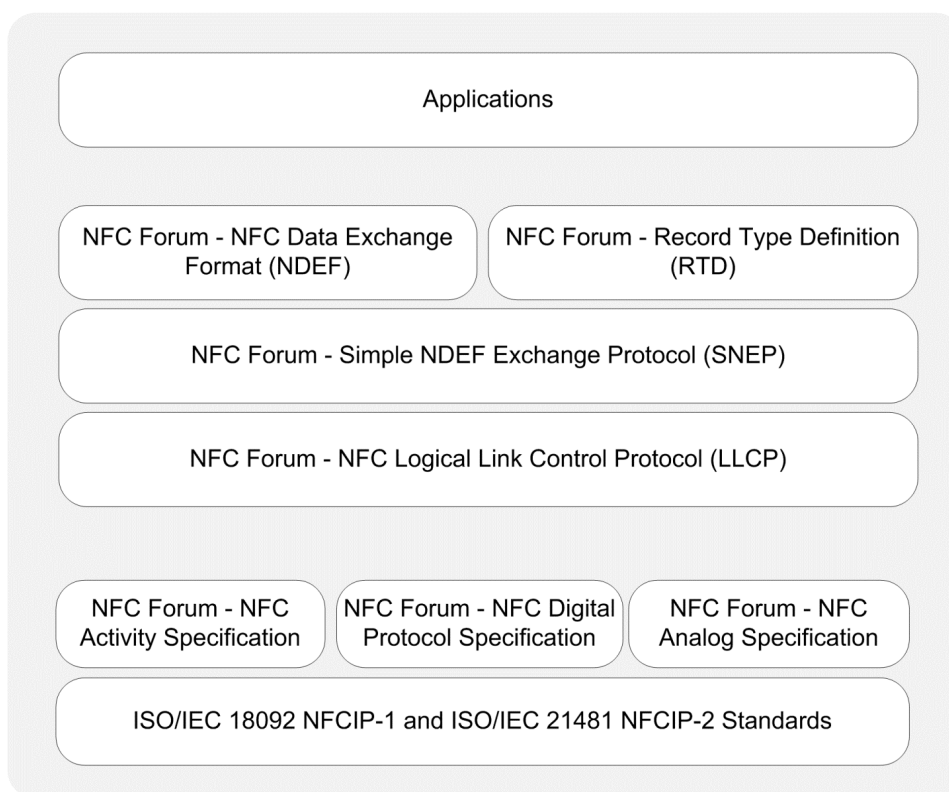 Applications
NFC Forum - NFC Data Exchange
Format (NDEF)
NFC Forum - Record Type Definition
(RTD)
NFC Forum - Simple NDEF Exchange Protocol (SNEP)
NFC Forum - NFC Logical Link Control Protocol (LLCP)
NFC Forum - NFC
Activity Specification
NFC Forum - NFC Digital
Protocol Specification
NFC Forum - NFC
Analog Specification
ISO/IEC 18092 NFCIP-1 and ISO/IEC 21481 NFCIP-2 Standards